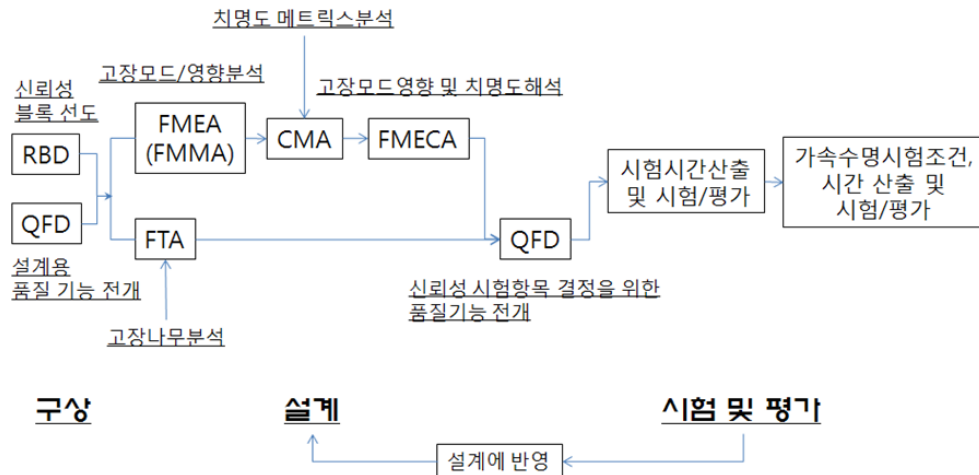 치명도 메트릭스분석
고장모드/영향분석
고장모드영향 및 치명도해석
신뢰성
블록 선도
FMEA
(FMMA)
CMA
FMECA
RBD
시험시간산출
및 시험/평가
가속수명시험조건,
시간 산출 및
시험/평가
QFD
FTA
QFD
설계용
품질 기능 전개
신뢰성 시험항목 결정을 위한
품질기능 전개
고장나무분석
구상
설계
시험 및 평가
설계에 반영